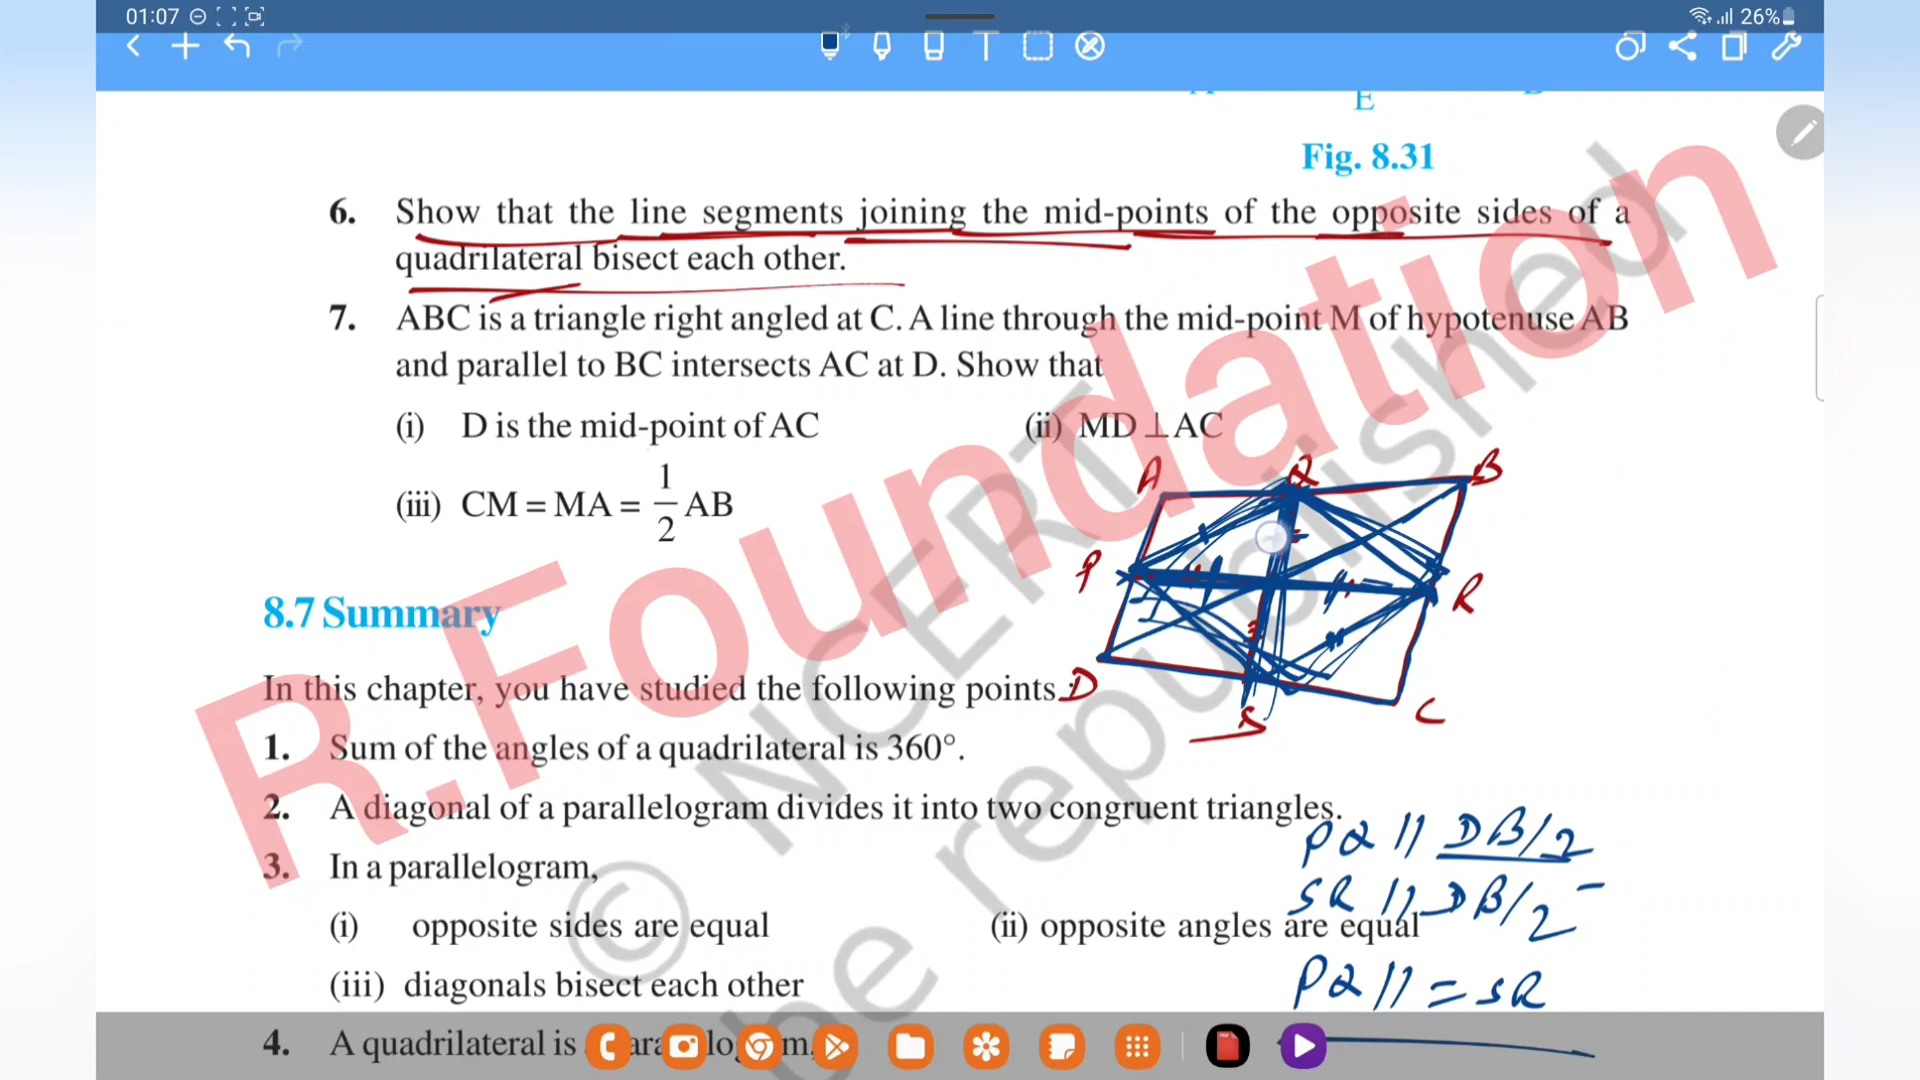 01:07
26%
E
Fig. 8.31
6. Show that the line segments joining the mid-points of the opposite sides of a
quadrilateral bisect each other.
7. ABC is a triangle right angled at C. A line through the mid-point M of hypotenuse AB
and parallel to BC intersects AC at D. Show that
(i) D is the mid-point of AC (ii) MD ⊥ AC
(iii) CM = MA = 1/2 AB
A Q B
P R
D S C
8.7 Summary
In this chapter, you have studied the following points :
1. Sum of the angles of a quadrilateral is 360°.
2. A diagonal of a parallelogram divides it into two congruent triangles.
3. In a parallelogram,
(i) opposite sides are equal (ii) opposite angles are equal
(iii) diagonals bisect each other
4. A quadrilateral is
PQ || DB/2
SR || DB/2
PQ || = SR
R.Foundation
© NCERT
be republished